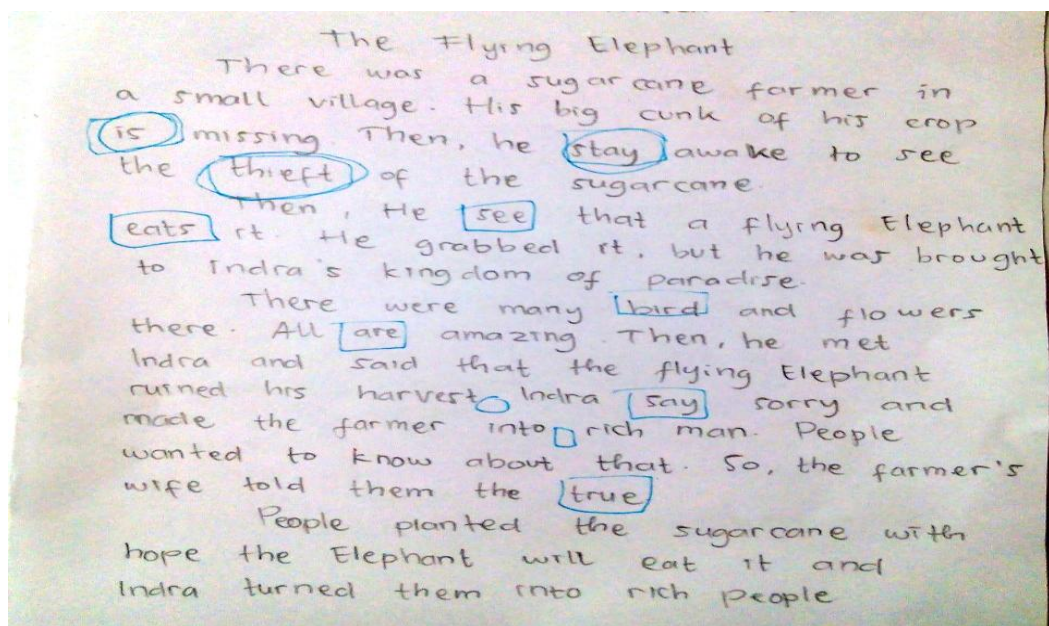 The Flying Elephant
There was a sugarcane farmer in
a small village. His big cunk of his crop
is missing. Then, he stay awake to see
the thieft of the sugarcane.
Then, He see that a flying Elephant
eats it. He grabbed it, but he was brought
to Indra's kingdom of paradise.
There were many bird and flowers
there. All are amazing. Then, he met
Indra and said that the flying Elephant
ruined his harvest Indra say sorry and
made the farmer into rich man. People
wanted to know about that. So, the farmer's
wife told them the true
People planted the sugarcane with
hope the Elephant will eat it and
Indra turned them into rich people